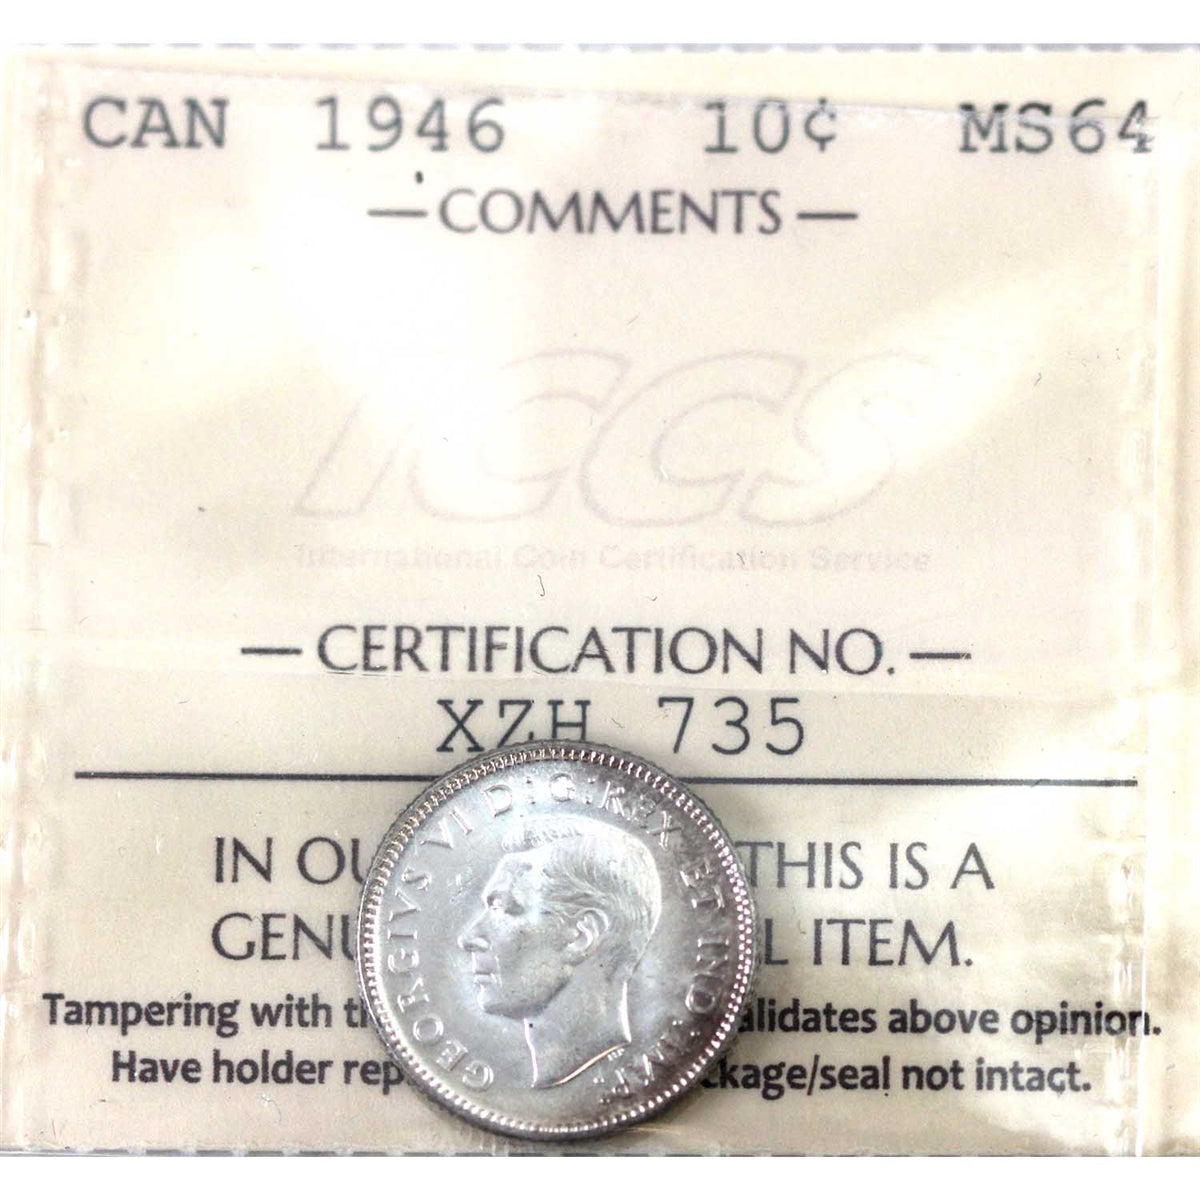 CAN 1946 10¢ MS64
— COMMENTS —
ICCS
International Coin Certification Service
— CERTIFICATION NO. —
XZH 735
IN OU THIS IS A
GENU L ITEM.
Tampering with th alidates above opinion.
Have holder rep ckage/seal not intact.
GEORGIVS VI D:G:REX ET IND:IMP: